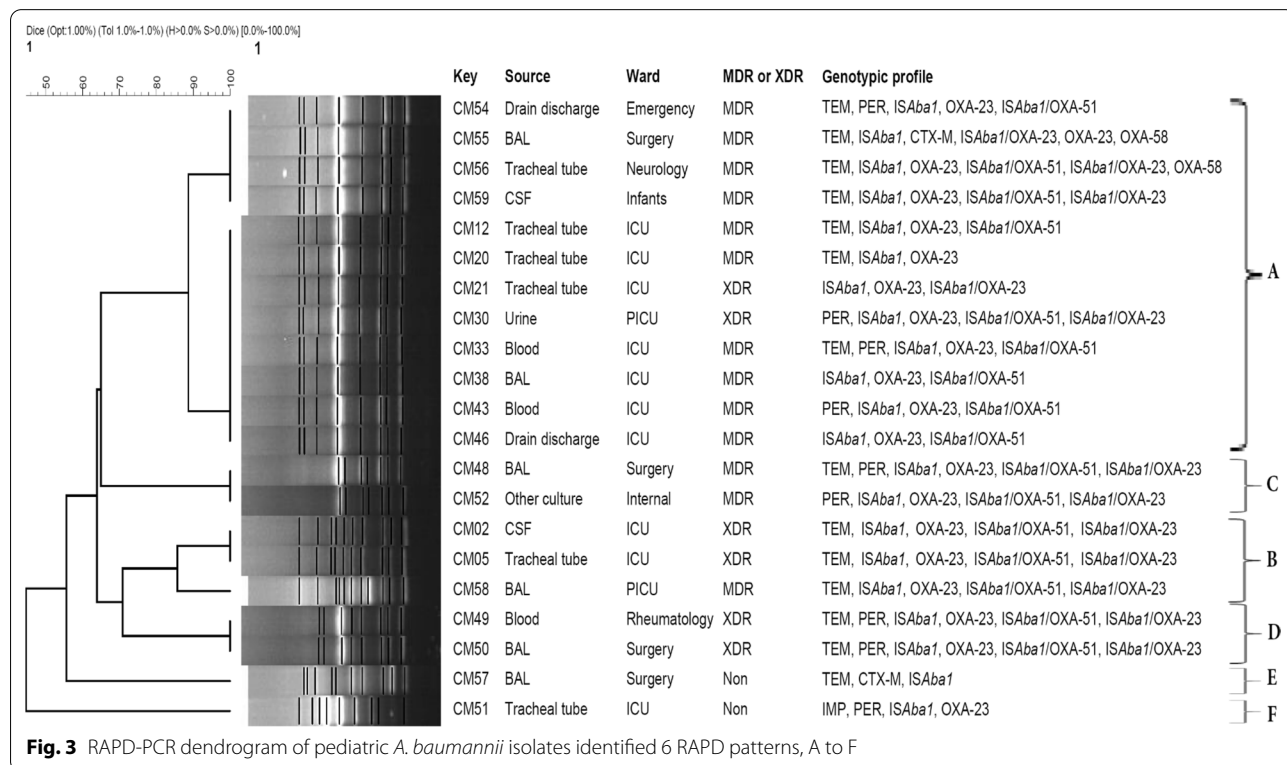 Dice (Opt:1.00%) (Tol 1.0%-1.0%) (H>0.0% S>0.0%) [0.0%-100.0%]
1 1
50 60 70 80 90 100
Key Source Ward MDR or XDR Genotypic profile
CM54 Drain discharge Emergency MDR TEM, PER, ISAba1, OXA-23, ISAba1/OXA-51
CM55 BAL Surgery MDR TEM, ISAba1, CTX-M, ISAba1/OXA-23, OXA-23, OXA-58
CM56 Tracheal tube Neurology MDR TEM, ISAba1, OXA-23, ISAba1/OXA-51, ISAba1/OXA-23, OXA-58
CM59 CSF Infants MDR TEM, ISAba1, OXA-23, ISAba1/OXA-51, ISAba1/OXA-23
CM12 Tracheal tube ICU MDR TEM, ISAba1, OXA-23, ISAba1/OXA-51
CM20 Tracheal tube ICU MDR TEM, ISAba1, OXA-23
A
CM21 Tracheal tube ICU XDR ISAba1, OXA-23, ISAba1/OXA-23
CM30 Urine PICU XDR PER, ISAba1, OXA-23, ISAba1/OXA-51, ISAba1/OXA-23
CM33 Blood ICU MDR TEM, PER, ISAba1, OXA-23, ISAba1/OXA-51
CM38 BAL ICU MDR ISAba1, OXA-23, ISAba1/OXA-51
CM43 Blood ICU MDR PER, ISAba1, OXA-23, ISAba1/OXA-51
CM46 Drain discharge ICU MDR ISAba1, OXA-23, ISAba1/OXA-51
CM48 BAL Surgery MDR TEM, PER, ISAba1, OXA-23, ISAba1/OXA-51, ISAba1/OXA-23
C
CM52 Other culture Internal MDR PER, ISAba1, OXA-23, ISAba1/OXA-51, ISAba1/OXA-23
CM02 CSF ICU XDR TEM, ISAba1, OXA-23, ISAba1/OXA-51, ISAba1/OXA-23
CM05 Tracheal tube ICU XDR TEM, ISAba1, OXA-23, ISAba1/OXA-51, ISAba1/OXA-23
B
CM58 BAL PICU MDR TEM, ISAba1, OXA-23, ISAba1/OXA-51, ISAba1/OXA-23
CM49 Blood Rheumatology XDR TEM, PER, ISAba1, OXA-23, ISAba1/OXA-51, ISAba1/OXA-23
D
CM50 BAL Surgery XDR TEM, PER, ISAba1, OXA-23, ISAba1/OXA-51, ISAba1/OXA-23
CM57 BAL Surgery Non TEM, CTX-M, ISAba1
E
CM51 Tracheal tube ICU Non IMP, PER, ISAba1, OXA-23
F
Fig. 3 RAPD-PCR dendrogram of pediatric A. baumannii isolates identified 6 RAPD patterns, A to F